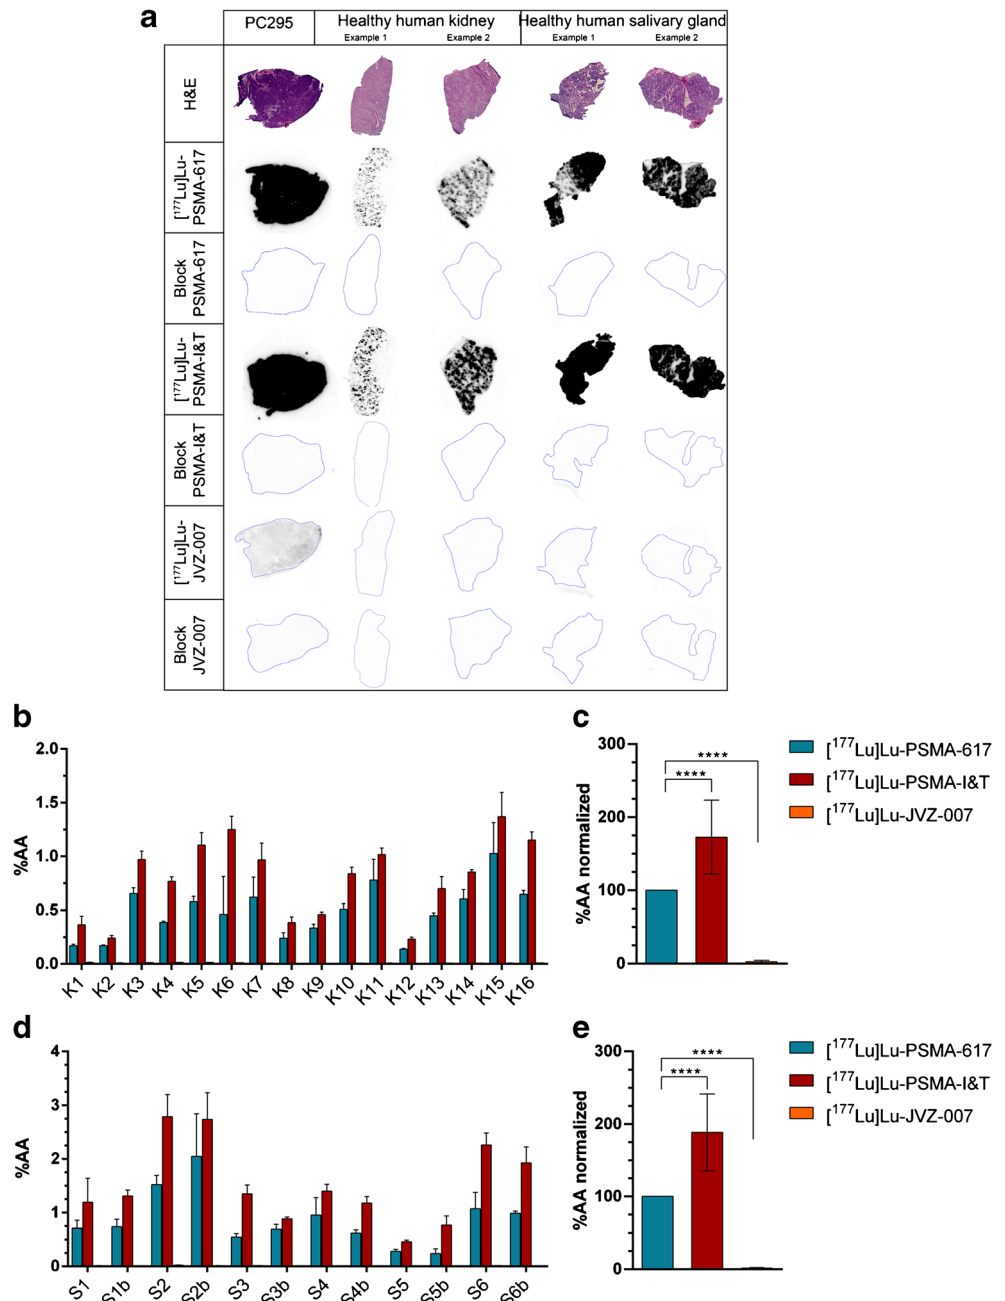 a
PC295
Healthy human kidney
Healthy human salivary gland
Example 1
Example 2
Example 1
Example 2
H&E
[¹⁷⁷Lu]Lu-
PSMA-617
Block
PSMA-617
[¹⁷⁷Lu]Lu-
PSMA-I&T
Block
PSMA-I&T
[¹⁷⁷Lu]Lu-
JVZ-007
Block
JVZ-007
b
2.0
1.5
1.0
0.5
0.0
%AA
K1
K2
K3
K4
K5
K6
K7
K8
K9
K10
K11
K12
K13
K14
K15
K16
c
300
200
100
0
%AA normalized
****
****
[¹⁷⁷Lu]Lu-PSMA-617
[¹⁷⁷Lu]Lu-PSMA-I&T
[¹⁷⁷Lu]Lu-JVZ-007
d
4
3
2
1
0
%AA
S1
S1b
S2
S2b
S3
S3b
S4
S4b
S5
S5b
S6
S6b
e
300
200
100
0
%AA normalized
****
****
[¹⁷⁷Lu]Lu-PSMA-617
[¹⁷⁷Lu]Lu-PSMA-I&T
[¹⁷⁷Lu]Lu-JVZ-007